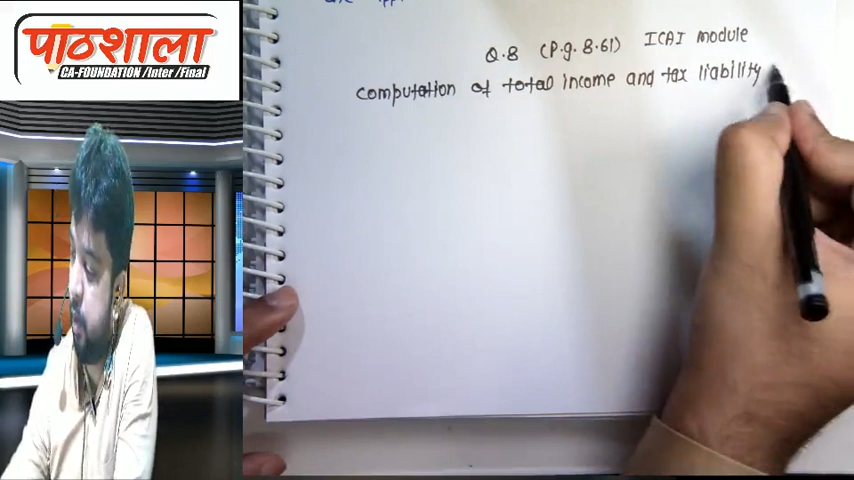 पाठशाला
CA-FOUNDATION/Inter/Final
Q.8 (P.g. 8.61) ICAI module
computation of total income and tax liability